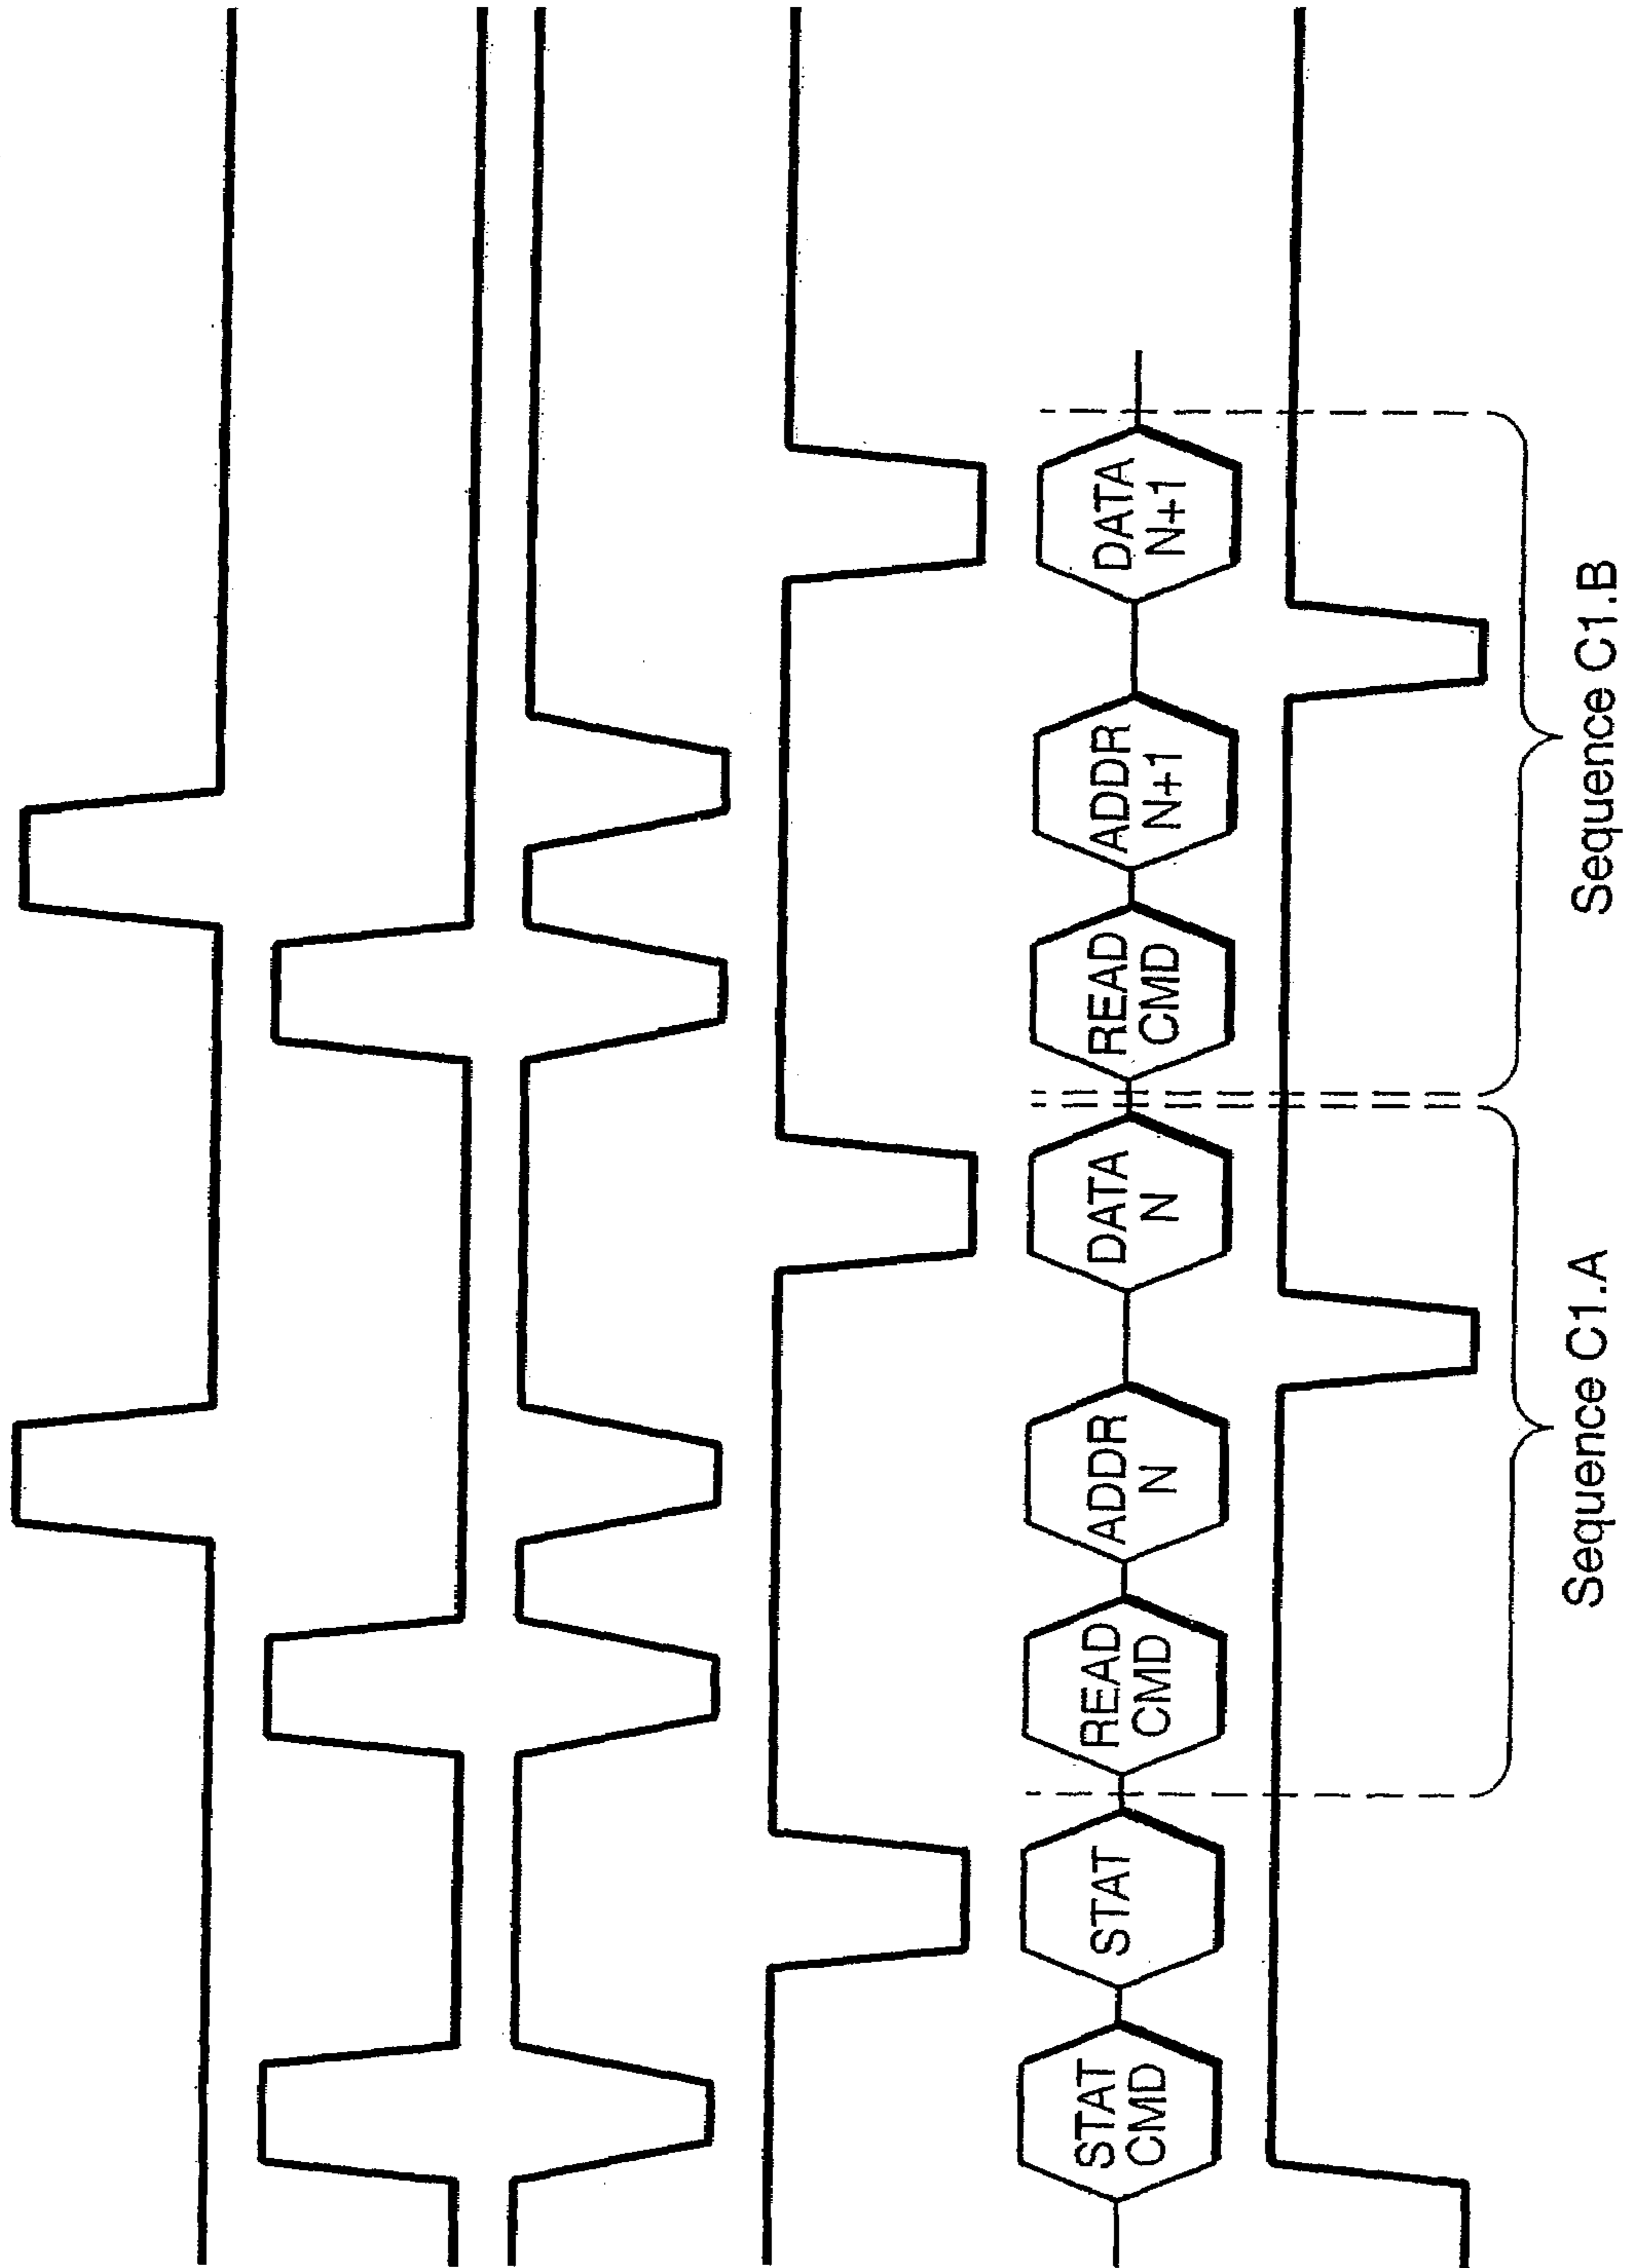 STAT
CMD
STAT
READ
CMD
ADDR
N
DATA
N
READ
CMD
ADDR
N+1
DATA
N+1
Sequence C1.A
Sequence C1.B